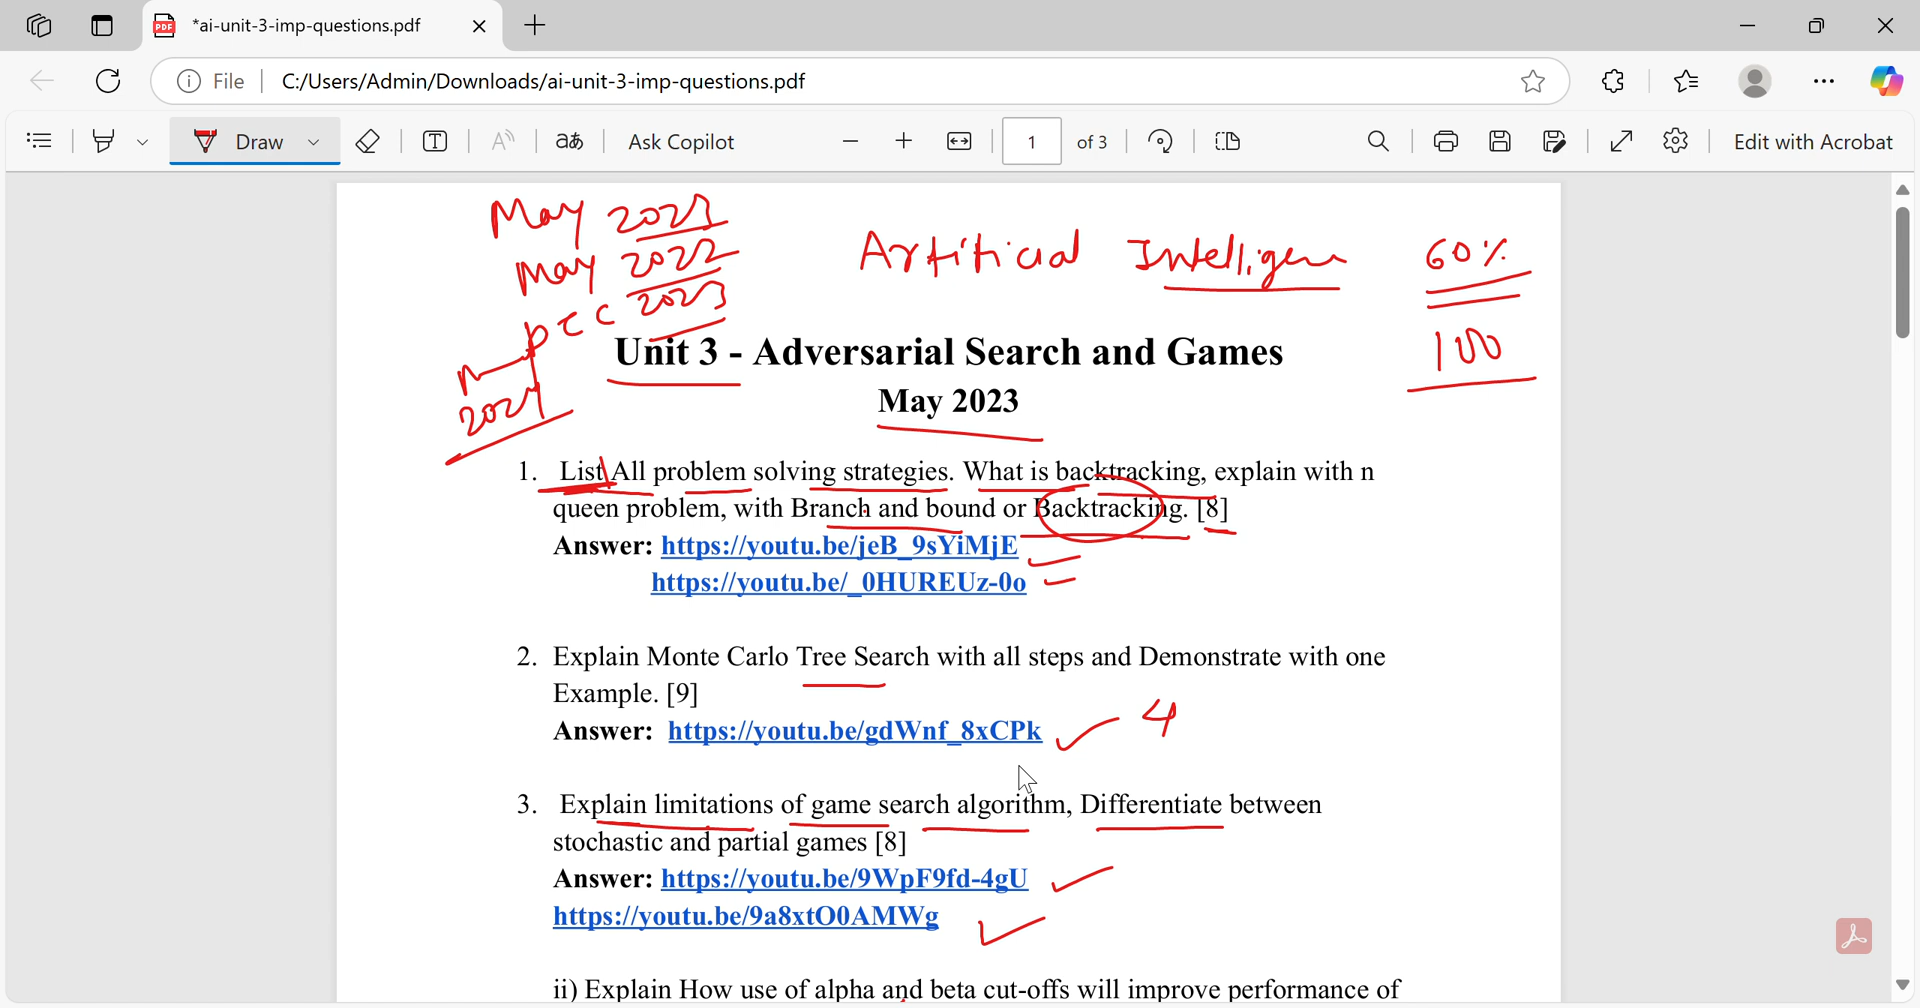 *ai-unit-3-imp-questions.pdf
File C:/Users/Admin/Downloads/ai-unit-3-imp-questions.pdf
Draw Ask Copilot 1 of 3 Edit with Acrobat
May 2023
May 2022
Dec 2023
2024
Artificial Intelligen
60%
100
Unit 3 - Adversarial Search and Games
May 2023
1. List All problem solving strategies. What is backtracking, explain with n
queen problem, with Branch and bound or Backtracking. [8]
Answer: https://youtu.be/jeB_9sYiMjE
https://youtu.be/_0HUREUz-0o
2. Explain Monte Carlo Tree Search with all steps and Demonstrate with one
Example. [9]
Answer: https://youtu.be/gdWnf_8xCPk
4
3. Explain limitations of game search algorithm, Differentiate between
stochastic and partial games [8]
Answer: https://youtu.be/9WpF9fd-4gU
https://youtu.be/9a8xtO0AMWg
ii) Explain How use of alpha and beta cut-offs will improve performance of